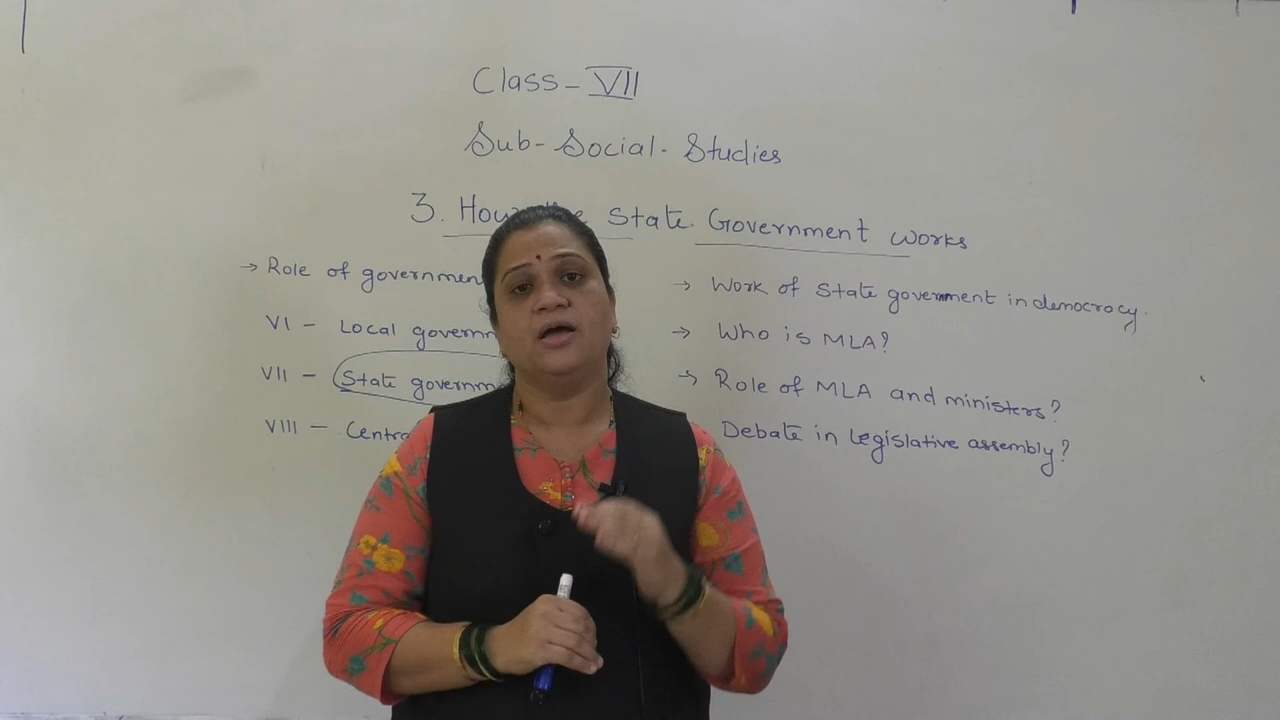 Class - VII
Sub - Social - Studies
3. How the State Government works
→ Role of government
VI - Local governm
VII - State governm
VIII - Centra
→ Work of State government in democracy.
→ Who is MLA?
→ Role of MLA and ministers?
Debate in legislative assembly?